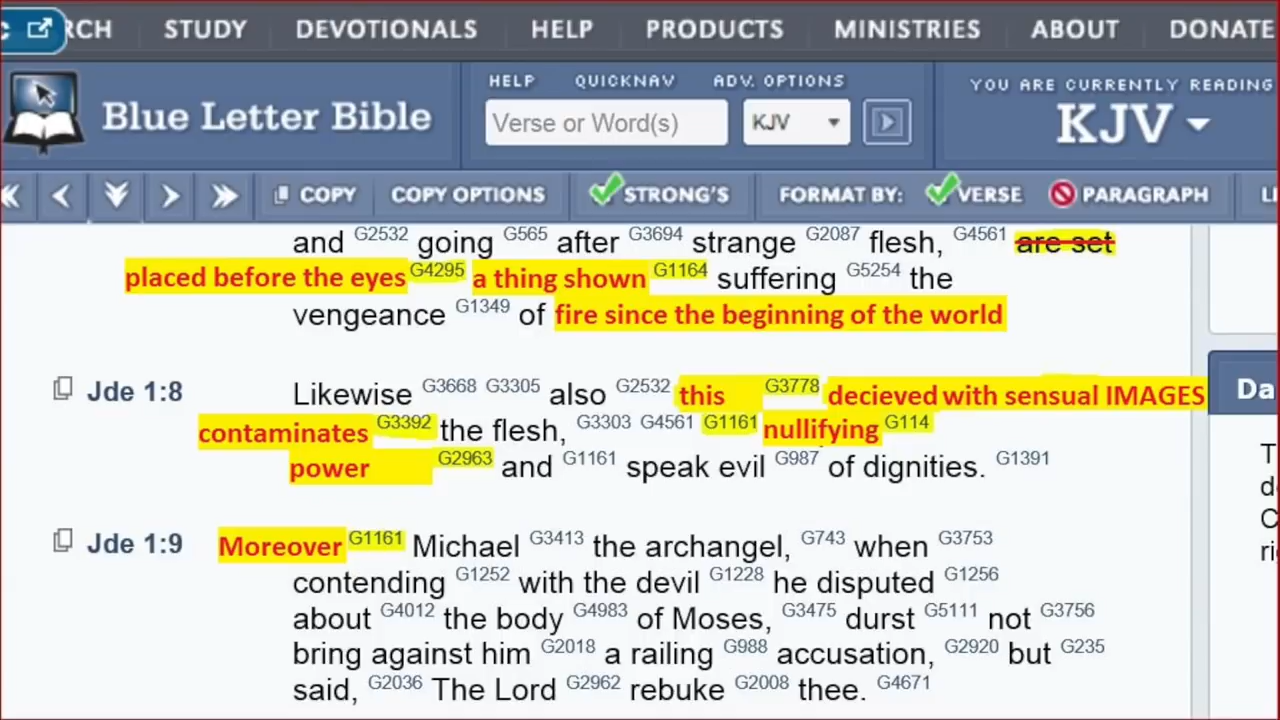 RCH STUDY DEVOTIONALS HELP PRODUCTS MINISTRIES ABOUT DONATE
HELP QUICKNAV ADV. OPTIONS YOU ARE CURRENTLY READING
Blue Letter Bible Verse or Word(s) KJV KJV
COPY COPY OPTIONS STRONG'S FORMAT BY: VERSE PARAGRAPH
and G2532 going G565 after G3694 strange G2087 flesh, G4561 are set
placed before the eyes G4295 a thing shown G1164 suffering G5254 the
vengeance G1349 of fire since the beginning of the world
Jde 1:8 Likewise G3668 G3305 also G2532 this G3778 decieved with sensual IMAGES
contaminates G3392 the flesh, G3303 G4561 G1161 nullifying G114
power G2963 and G1161 speak evil G987 of dignities. G1391
Jde 1:9 Moreover G1161 Michael G3413 the archangel, G743 when G3753
contending G1252 with the devil G1228 he disputed G1256
about G4012 the body G4983 of Moses, G3475 durst G5111 not G3756
bring against him G2018 a railing G988 accusation, G2920 but G235
said, G2036 The Lord G2962 rebuke G2008 thee. G4671
Da